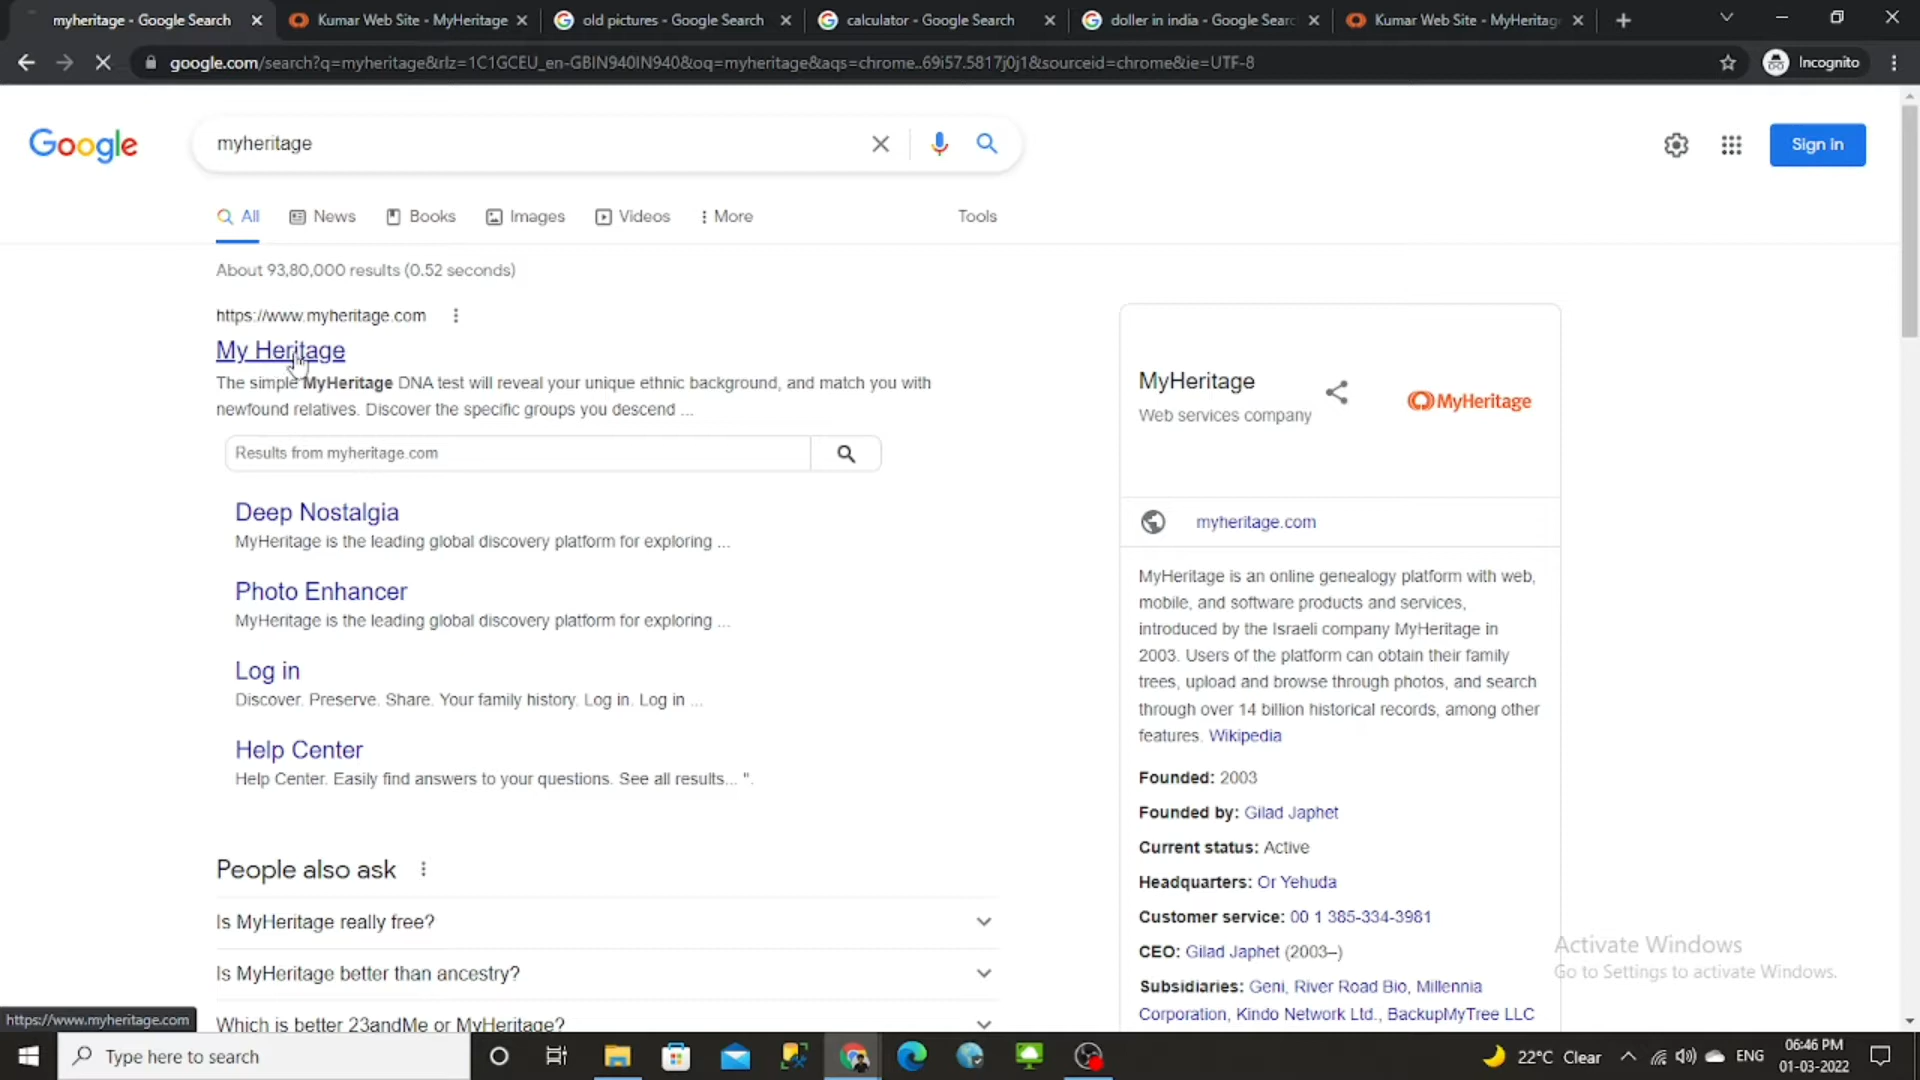 myheritage - Google Search
Kumar Web Site - MyHeritage
old pictures - Google Search
calculator - Google Search
doller in india - Google Searc
Kumar Web Site - MyHeritag
google.com/search?q=myheritage&rlz=1C1GCEU_en-GBIN940IN940&oq=myheritage&aqs=chrome..69i57.5817j0j1&sourceid=chrome&ie=UTF-8
Incognito
Google
myheritage
Sign in
All
News
Books
Images
Videos
More
Tools
About 93,80,000 results (0.52 seconds)
https://www.myheritage.com
My Heritage
The simple MyHeritage DNA test will reveal your unique ethnic background, and match you with
newfound relatives. Discover the specific groups you descend ...
Results from myheritage.com
Deep Nostalgia
MyHeritage is the leading global discovery platform for exploring ...
Photo Enhancer
MyHeritage is the leading global discovery platform for exploring ...
Log in
Discover. Preserve. Share. Your family history. Log in. Log in ...
Help Center
Help Center. Easily find answers to your questions. See all results... ".
People also ask
Is MyHeritage really free?
Is MyHeritage better than ancestry?
Which is better 23andMe or MyHeritage?
MyHeritage
Web services company
MyHeritage
myheritage.com
MyHeritage is an online genealogy platform with web,
mobile, and software products and services,
introduced by the Israeli company MyHeritage in
2003. Users of the platform can obtain their family
trees, upload and browse through photos, and search
through over 14 billion historical records, among other
features. Wikipedia
Founded: 2003
Founded by: Gilad Japhet
Current status: Active
Headquarters: Or Yehuda
Customer service: 00 1 385-334-3981
CEO: Gilad Japhet (2003–)
Subsidiaries: Geni, River Road Bio, Millennia
Corporation, Kindo Network Ltd., BackupMyTree LLC
Activate Windows
Go to Settings to activate Windows.
https://www.myheritage.com
Type here to search
22°C Clear
ENG
06:46 PM
01-03-2022